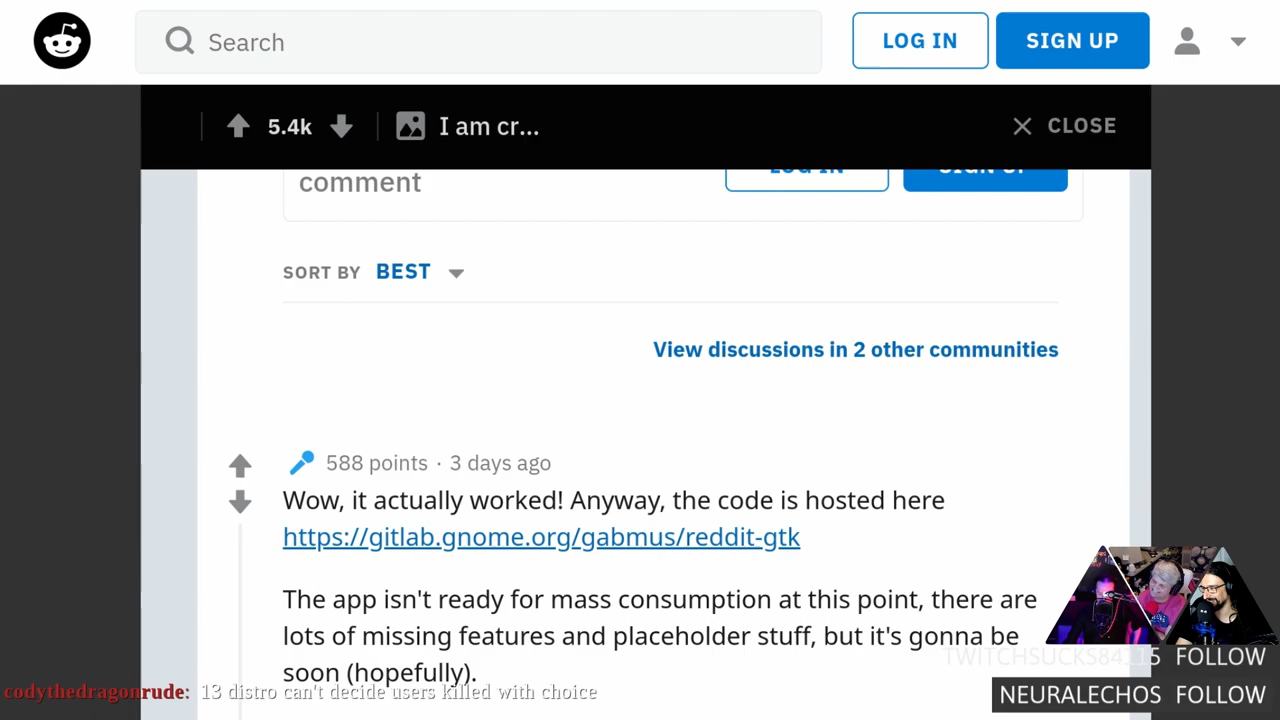 Search
LOG IN
SIGN UP
5.4k
I am cr...
CLOSE
comment
LOG IN
SIGN UP
SORT BY BEST
View discussions in 2 other communities
588 points · 3 days ago
Wow, it actually worked! Anyway, the code is hosted here
https://gitlab.gnome.org/gabmus/reddit-gtk
The app isn't ready for mass consumption at this point, there are
lots of missing features and placeholder stuff, but it's gonna be
soon (hopefully).
codythedragonrude: 13 distro can't decide users killed with choice
FOLLOW
NEURALECHOS FOLLOW